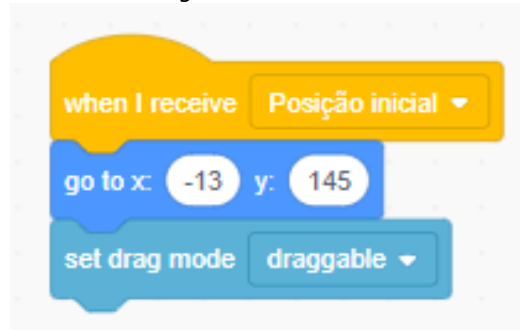 when I receive Posição inicial
go to x: -13 y: 145
set drag mode draggable